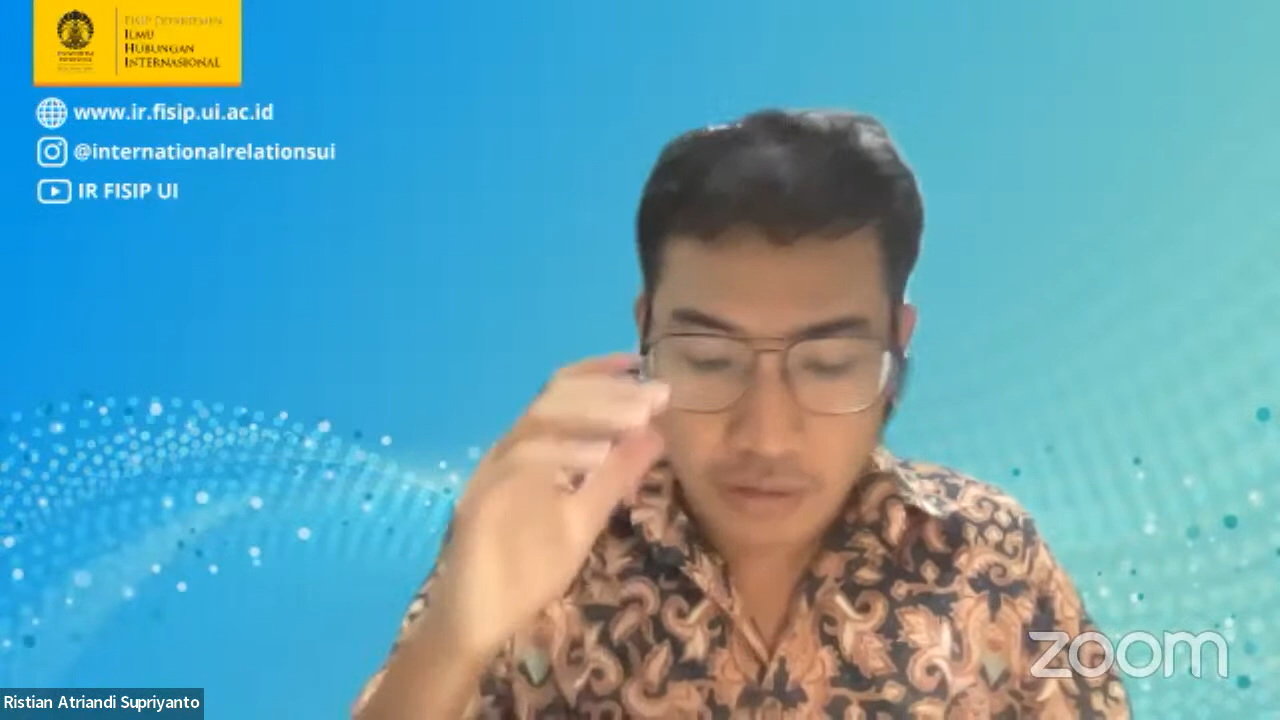 FISIP DEPARTEMEN
ILMU
HUBUNGAN
INTERNASIONAL
www.ir.fisip.ui.ac.id
@internationalrelationsui
IR FISIP UI
zoom
Ristian Atriandi Supriyanto